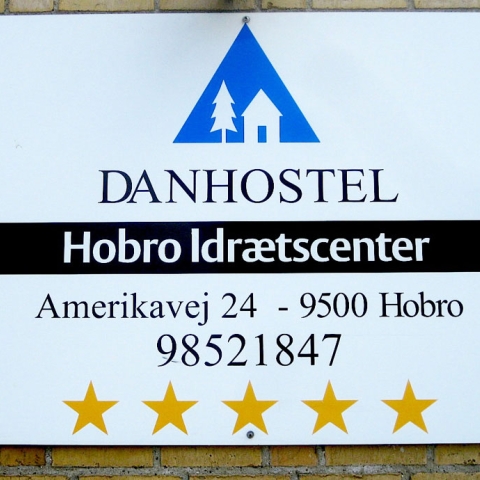 DANHOSTEL
Hobro Idrætscenter
Amerikavej 24 - 9500 Hobro
98521847